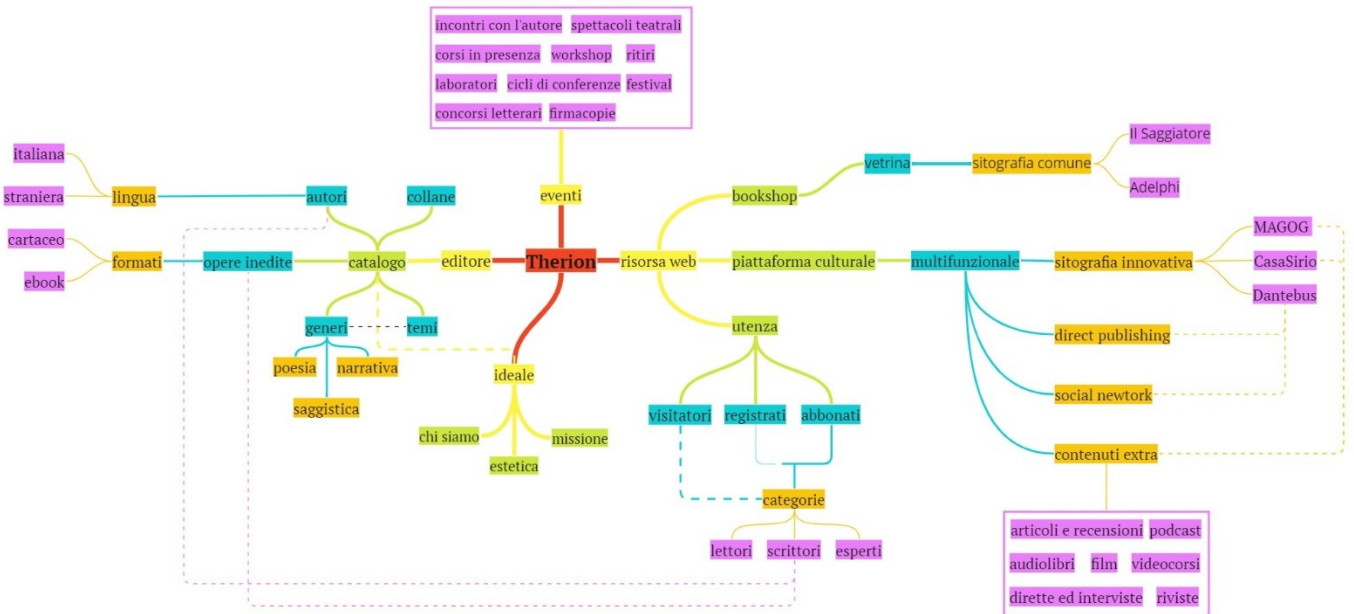 incontri con l'autore spettacoli teatrali
corsi in presenza workshop ritiri
laboratori cicli di conferenze festival
concorsi letterari firmacopie
italiana
straniera
lingua
cartaceo
ebook
formati
autori
collane
opere inedite
catalogo
editore
generi
temi
poesia
narrativa
saggistica
eventi
Therion
ideale
chi siamo
missione
estetica
risorsa web
bookshop
vetrina
sitografia comune
Il Saggiatore
Adelphi
piattaforma culturale
multifunzionale
sitografia innovativa
MAGOG
CasaSirio
Dantebus
direct publishing
social newtork
contenuti extra
articoli e recensioni podcast
audiolibri film videocorsi
dirette ed interviste riviste
utenza
visitatori
registrati
abbonati
categorie
lettori
scrittori
esperti